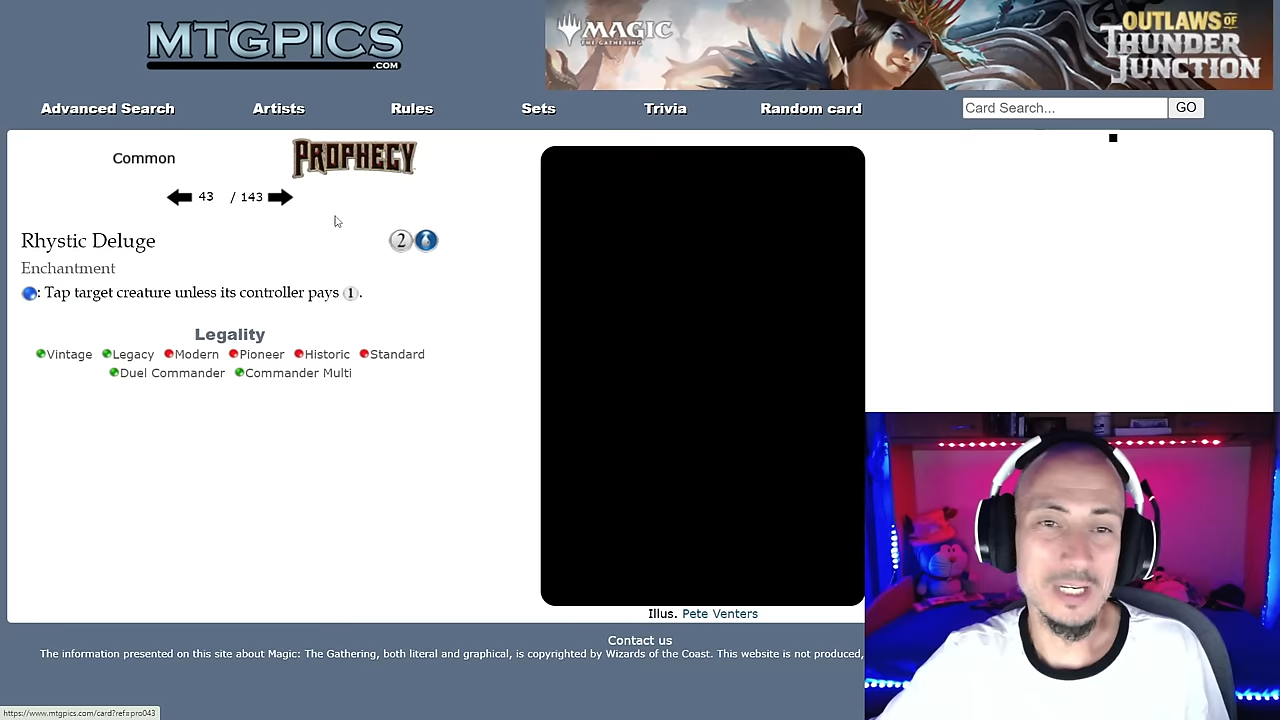 MTGPICS
.COM
MAGIC
THE GATHERING
OUTLAWS OF
THUNDER
JUNCTION
Advanced Search Artists Rules Sets Trivia Random card Card Search... GO
Common PROPHECY
43 / 143
Rhystic Deluge 2
Enchantment
: Tap target creature unless its controller pays 1.
Legality
Vintage Legacy Modern Pioneer Historic Standard
Duel Commander Commander Multi
Illus. Pete Venters
Contact us
The information presented on this site about Magic: The Gathering, both literal and graphical, is copyrighted by Wizards of the Coast. This website is not produced,
https://www.mtgpics.com/card?ref=pro043